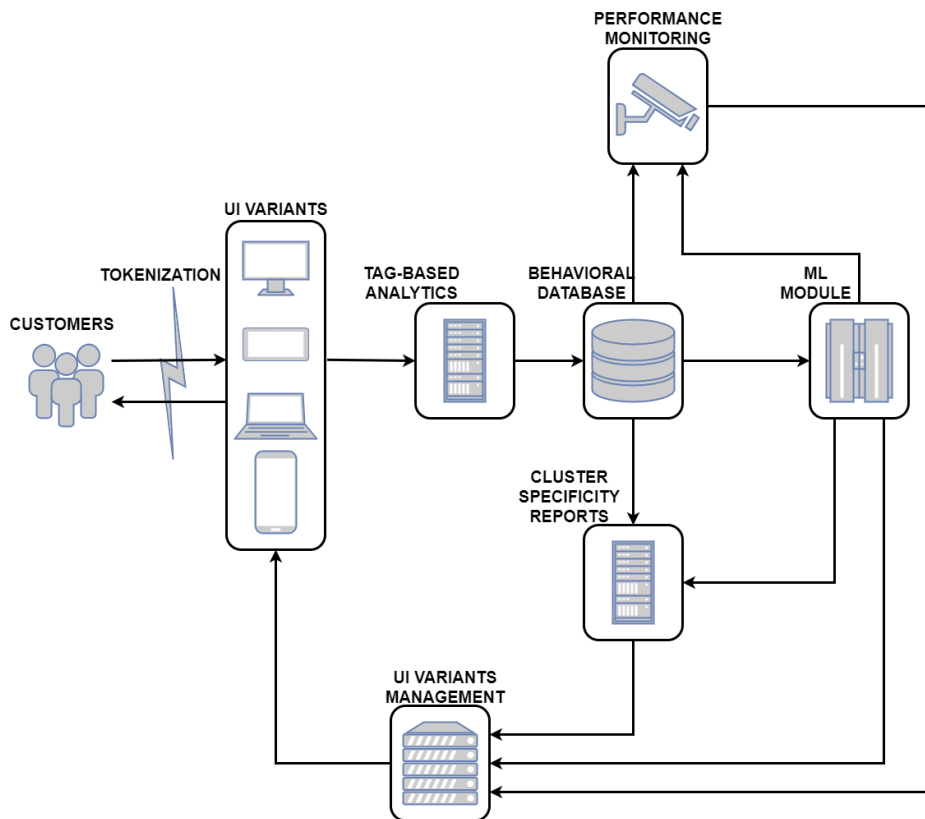 PERFORMANCE
MONITORING
UI VARIANTS
TOKENIZATION
TAG-BASED
ANALYTICS
BEHAVIORAL
DATABASE
ML
MODULE
CUSTOMERS
CLUSTER
SPECIFICITY
REPORTS
UI VARIANTS
MANAGEMENT